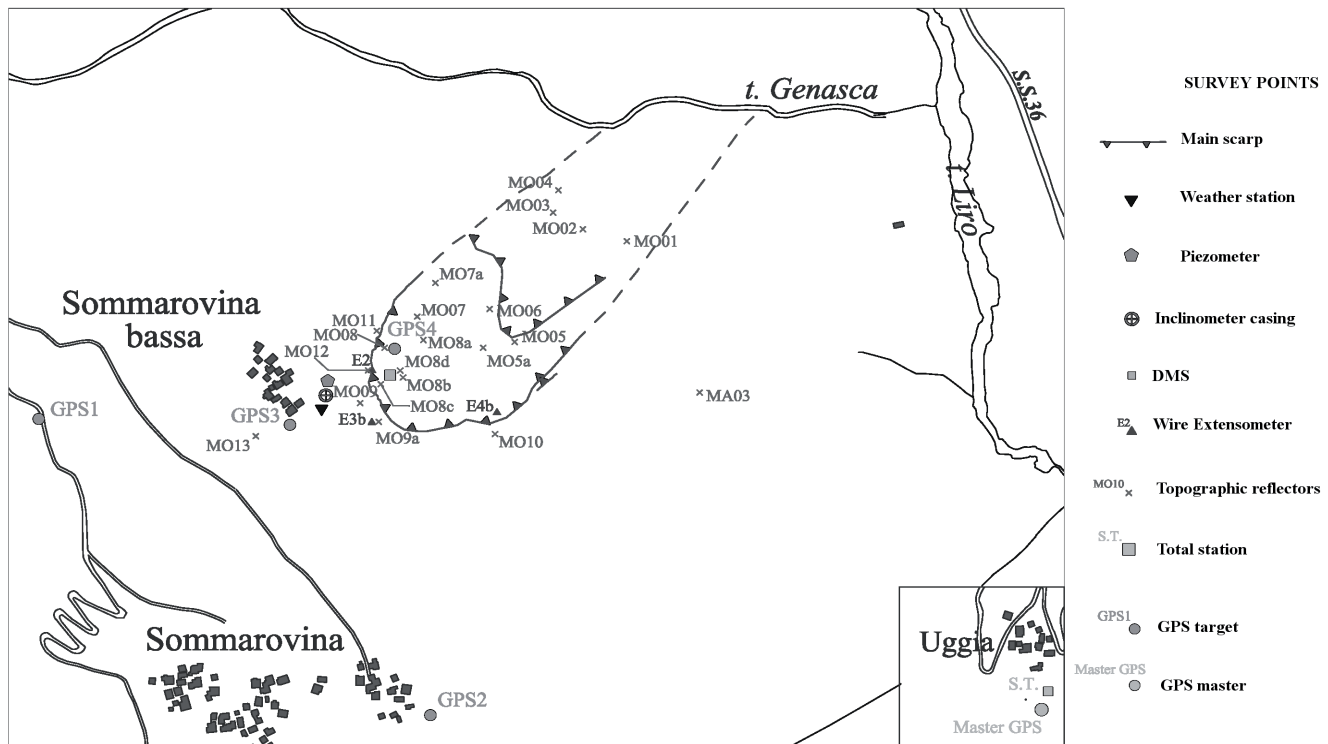 t. Genasca
S.S.36
t. Liro
MO04
MO03
MO02
MO01
MO7a
Sommarovina
bassa
MO07
MO06
MO11
GPS4
MO08
MO8a
MO05
MO5a
MO12
E2
MO8d
MO8b
MO09
MO8c
E4b
MA03
GPS1
GPS3
E3b
MO13
MO9a
MO10
Sommarovina
GPS2
Uggia
S.T.
Master GPS
SURVEY POINTS
Main scarp
Weather station
Piezometer
Inclinometer casing
DMS
E2 Wire Extensometer
MO10 Topographic reflectors
S.T. Total station
GPS1 GPS target
Master GPS GPS master